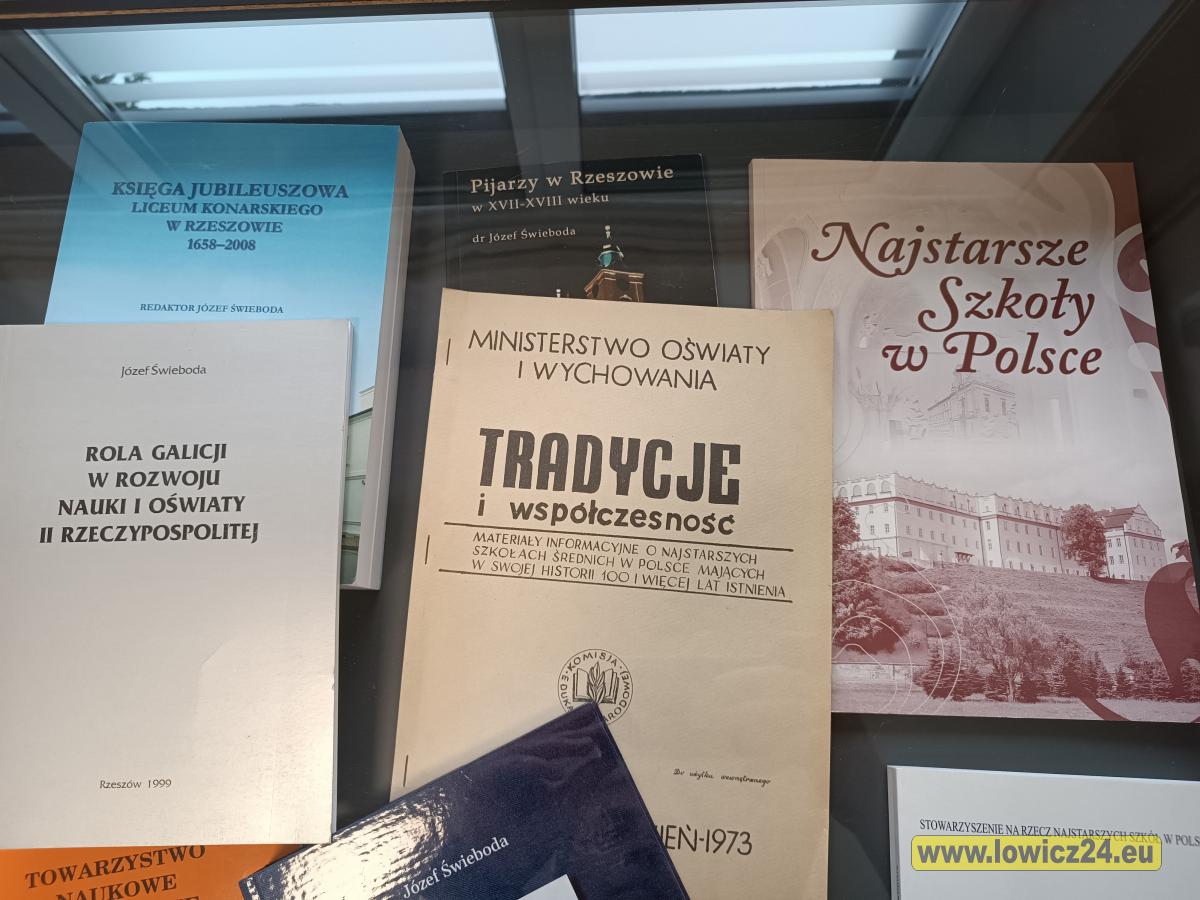 KSIĘGA JUBILEUSZOWA
LICEUM KONARSKIEGO
W RZESZOWIE
1658–2008
REDAKTOR JÓZEF ŚWIEBODA
Pijarzy w Rzeszowie
w XVII-XVIII wieku
dr Józef Świeboda
Najstarsze
Szkoły
w Polsce
Józef Świeboda
ROLA GALICJI
W ROZWOJU
NAUKI I OŚWIATY
II RZECZYPOSPOLITEJ
Rzeszów 1999
MINISTERSTWO OŚWIATY
I WYCHOWANIA
TRADYCJE
i współczesność
MATERIAŁY INFORMACYJNE O NAJSTARSZYCH
SZKOŁACH ŚREDNICH W POLSCE MAJĄCYCH
W SWOJEJ HISTORII 100 I WIĘCEJ LAT ISTNIENIA
KOMISJA
Do użytku wewnętrznego
1973
TOWARZYSTWO
NAUKOWE
Józef Świeboda
STOWARZYSZENIE NA RZECZ NAJSTARSZYCH SZKÓŁ W
www.lowicz24.eu